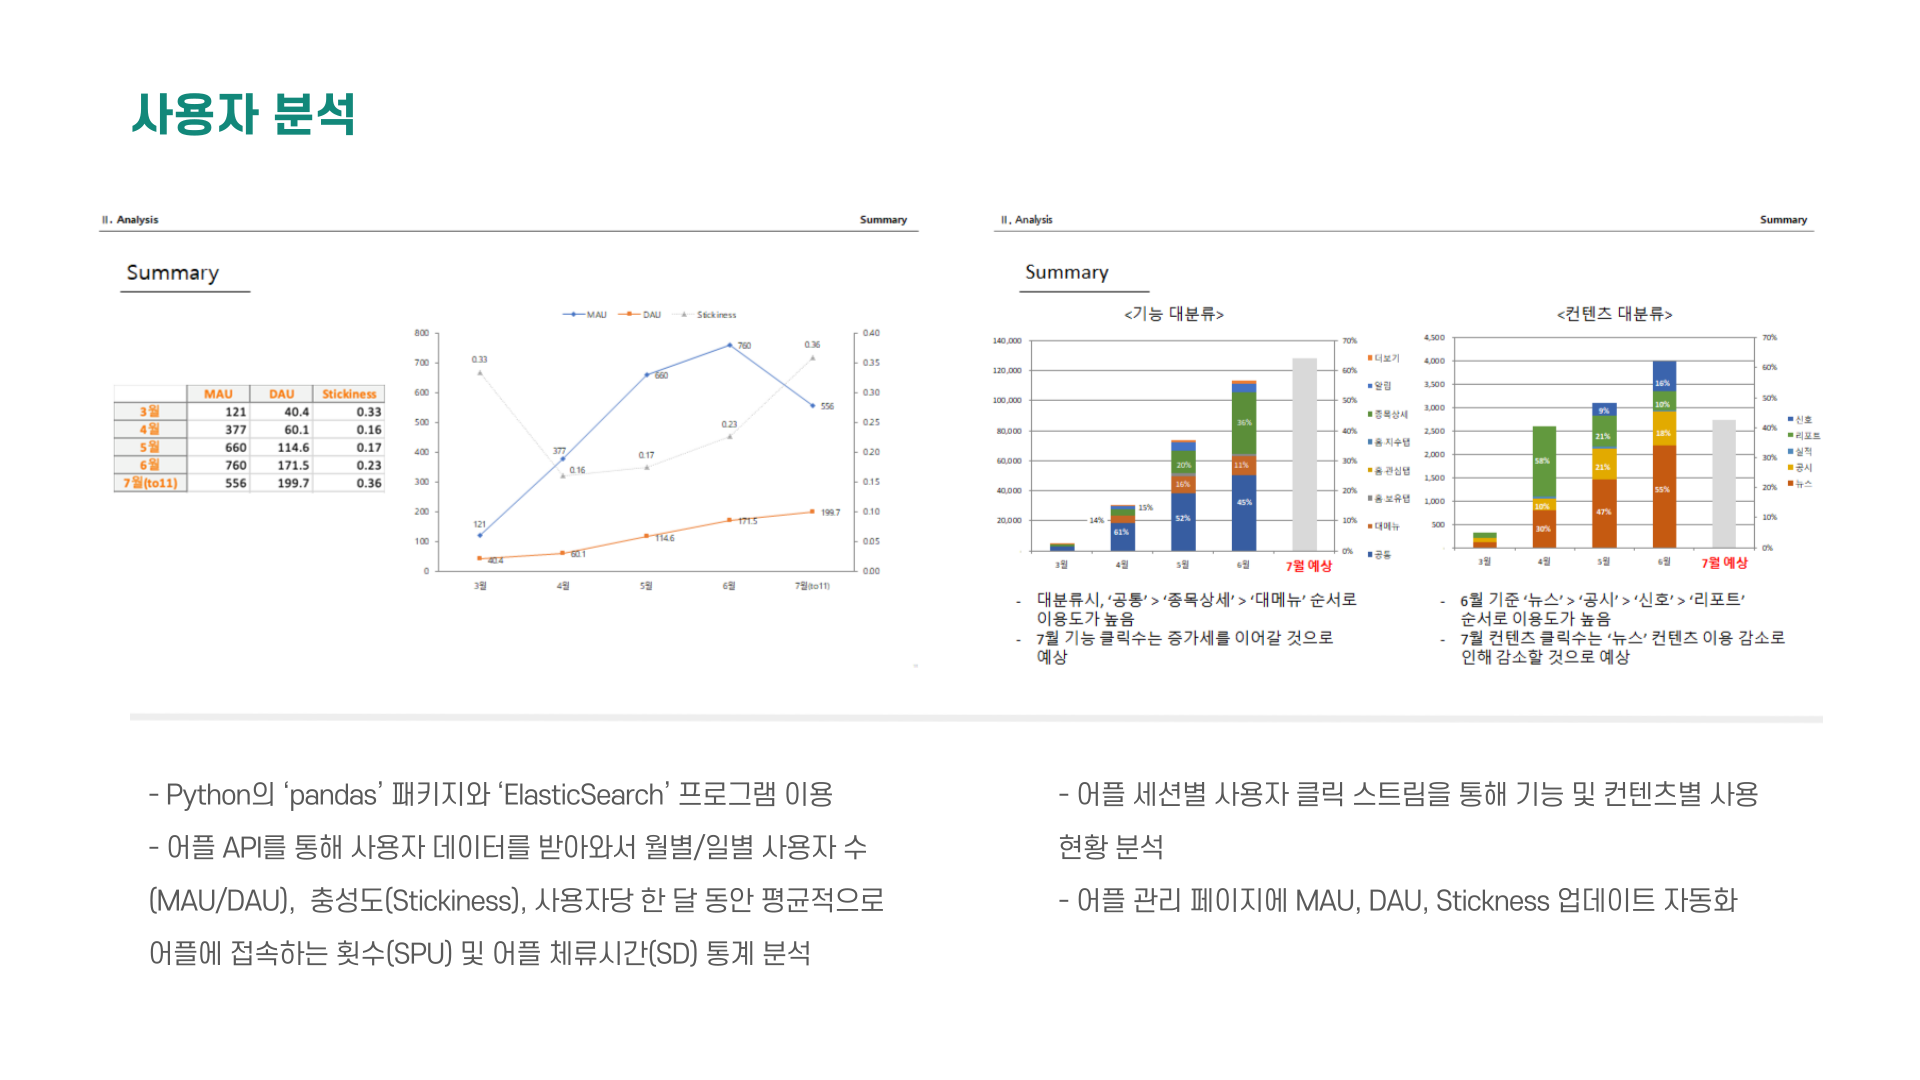 사용자 분석
II. Analysis
Summary
Summary
MAU DAU Stickiness
3월 121 40.4 0.33
4월 377 60.1 0.16
5월 660 114.6 0.17
6월 760 171.5 0.23
7월(to11) 556 199.7 0.36
MAU DAU Stickiness
800
700
600
500
400
300
200
100
0
0.40
0.35
0.30
0.25
0.20
0.15
0.10
0.05
0.00
0.33
0.16
0.17
0.23
0.36
121
377
660
760
556
40.4
60.1
114.6
171.5
199.7
3월 4월 5월 6월 7월(to11)
II. Analysis
Summary
Summary
<기능 대분류>
140,000
120,000
100,000
80,000
60,000
40,000
20,000
-
70%
60%
50%
40%
30%
20%
10%
0%
14%
15%
61%
20%
16%
52%
36%
11%
45%
3월 4월 5월 6월 7월 예상
더보기
알림
종목상세
홈 지수탭
홈 관심탭
홈 보유탭
대메뉴
공통
- 대분류시, ‘공통’ > ‘종목상세’ > ‘대메뉴’ 순서로
이용도가 높음
- 7월 기능 클릭수는 증가세를 이어갈 것으로
예상
<컨텐츠 대분류>
4,500
4,000
3,500
3,000
2,500
2,000
1,500
1,000
500
-
70%
60%
50%
40%
30%
20%
10%
0%
58%
10%
30%
9%
21%
21%
47%
16%
10%
18%
55%
3월 4월 5월 6월 7월 예상
신호
리포트
실적
공시
뉴스
- 6월 기준 ‘뉴스’ > ‘공시’ > ‘신호’ > ‘리포트’
순서로 이용도가 높음
- 7월 컨텐츠 클릭수는 ‘뉴스’ 컨텐츠 이용 감소로
인해 감소할 것으로 예상
- Python의 ‘pandas’ 패키지와 ‘ElasticSearch’ 프로그램 이용
- 어플 API를 통해 사용자 데이터를 받아와서 월별/일별 사용자 수
(MAU/DAU), 충성도(Stickiness), 사용자당 한 달 동안 평균적으로
어플에 접속하는 횟수(SPU) 및 어플 체류시간(SD) 통계 분석
- 어플 세션별 사용자 클릭 스트림을 통해 기능 및 컨텐츠별 사용
현황 분석
- 어플 관리 페이지에 MAU, DAU, Stickness 업데이트 자동화